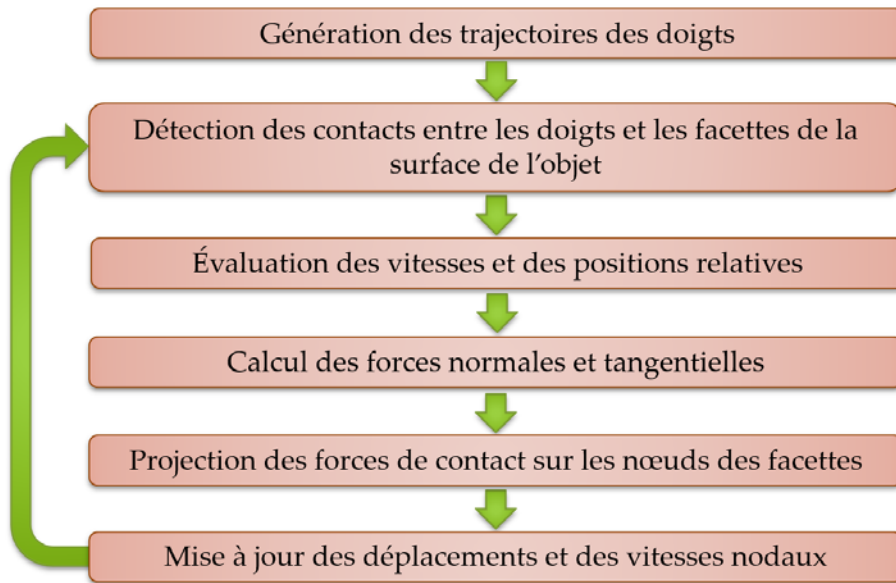 Génération des trajectoires des doigts
Détection des contacts entre les doigts et les facettes de la
surface de l’objet
Évaluation des vitesses et des positions relatives
Calcul des forces normales et tangentielles
Projection des forces de contact sur les nœuds des facettes
Mise à jour des déplacements et des vitesses nodaux